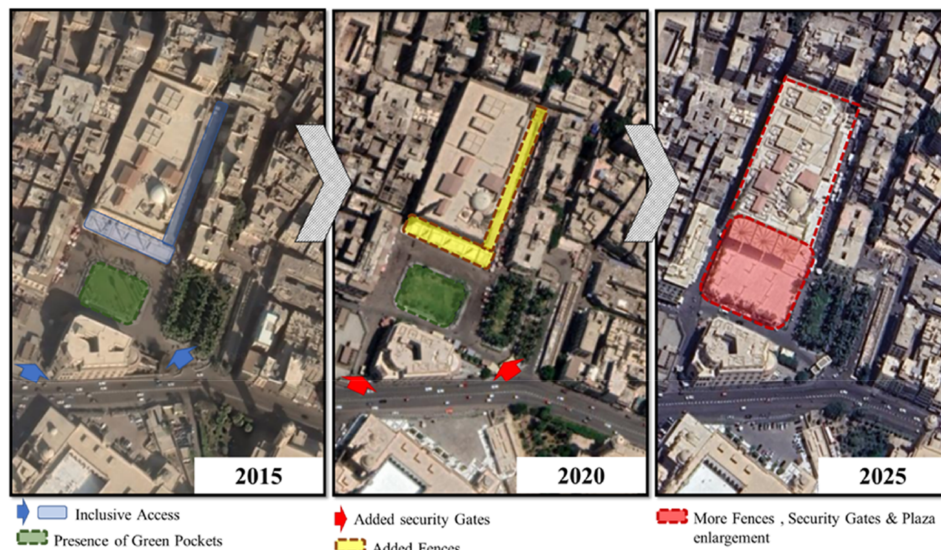 2015
2020
2025
Inclusive Access
Presence of Green Pockets
Added security Gates
Added Fences
More Fences , Security Gates & Plaza
enlargement